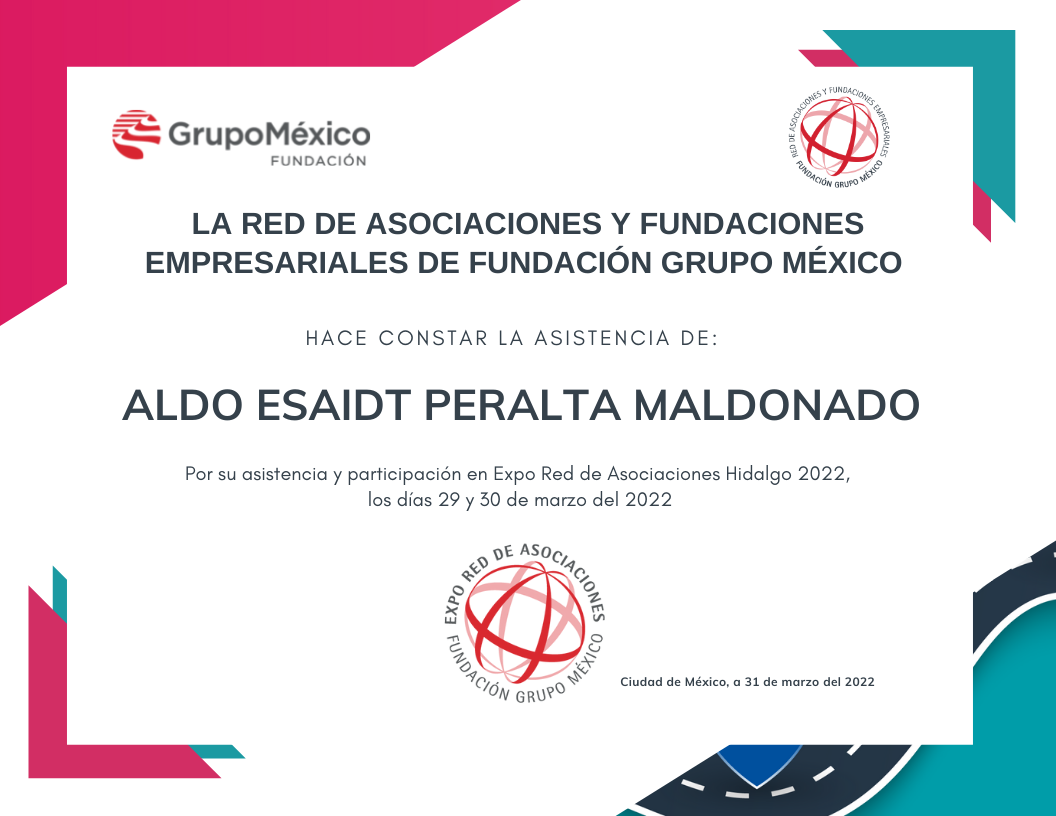 GrupoMéxico
FUNDACIÓN
RED DE ASOCIACIONES Y FUNDACIONES EMPRESARIALES
FUNDACIÓN GRUPO MÉXICO
LA RED DE ASOCIACIONES Y FUNDACIONES
EMPRESARIALES DE FUNDACIÓN GRUPO MÉXICO
HACE CONSTAR LA ASISTENCIA DE:
ALDO ESAIDT PERALTA MALDONADO
Por su asistencia y participación en Expo Red de Asociaciones Hidalgo 2022,
los días 29 y 30 de marzo del 2022
EXPO RED DE ASOCIACIONES
FUNDACIÓN GRUPO MÉXICO
Ciudad de México, a 31 de marzo del 2022